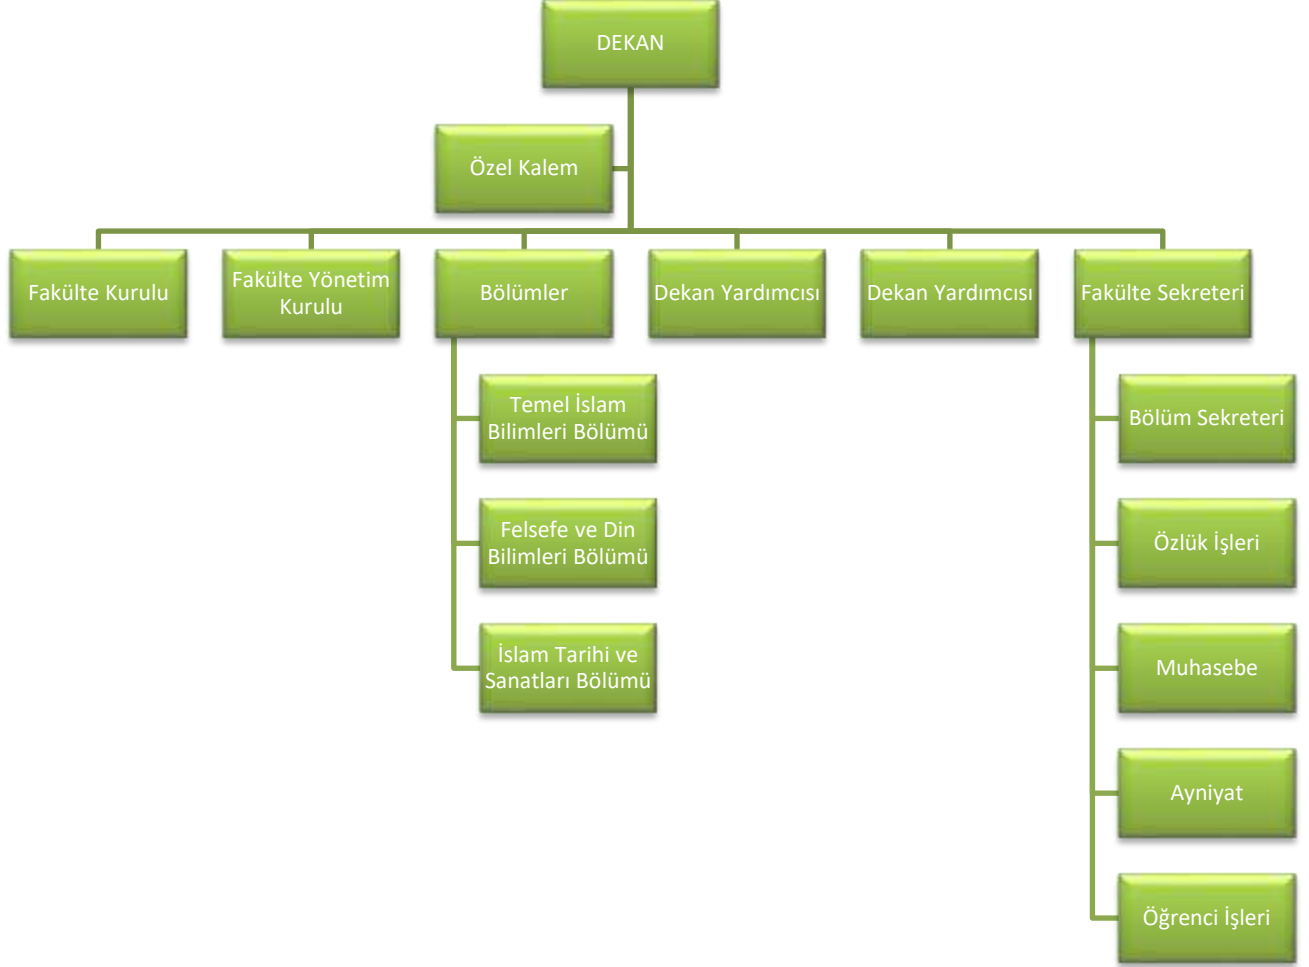 DEKAN
Özel Kalem
Fakülte Kurulu
Fakülte Yönetim
Kurulu
Bölümler
Dekan Yardımcısı
Dekan Yardımcısı
Fakülte Sekreteri
Temel İslam
Bilimleri Bölümü
Felsefe ve Din
Bilimleri Bölümü
İslam Tarihi ve
Sanatları Bölümü
Bölüm Sekreteri
Özlük İşleri
Muhasebe
Ayniyat
Öğrenci İşleri